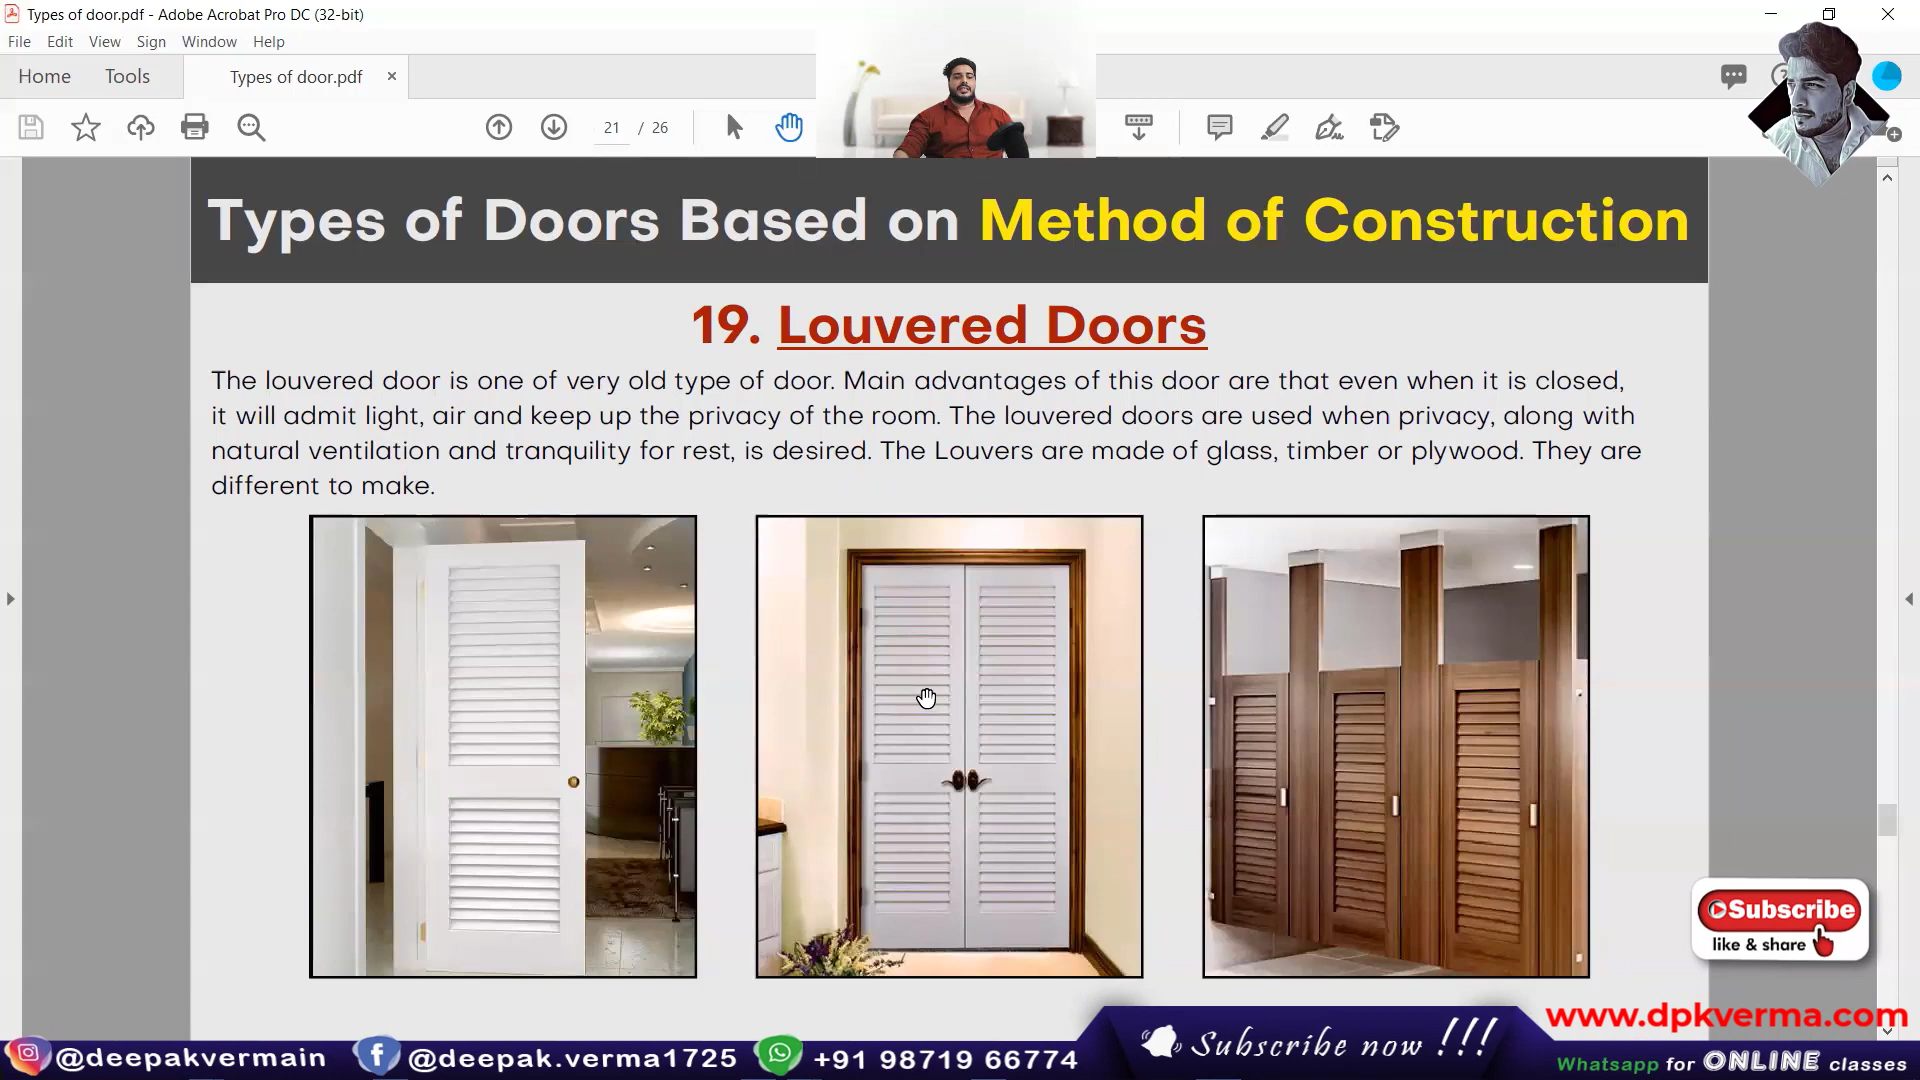 Types of door.pdf - Adobe Acrobat Pro DC (32-bit)
File Edit View Sign Window Help
Home Tools Types of door.pdf ×
21 / 26
Types of Doors Based on Method of Construction
19. Louvered Doors
The louvered door is one of very old type of door. Main advantages of this door are that even when it is closed,
it will admit light, air and keep up the privacy of the room. The louvered doors are used when privacy, along with
natural ventilation and tranquility for rest, is desired. The Louvers are made of glass, timber or plywood. They are
different to make.
Subscribe
like & share
www.dpkverma.com
@deepakvermain @deepak.verma1725 +91 98719 66774 Subscribe now !!!
Whatsapp for ONLINE classes